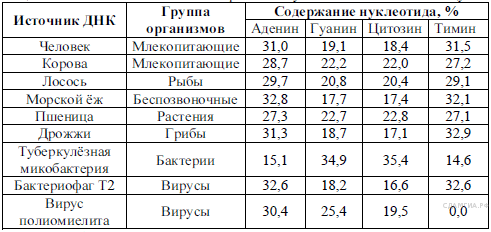 Источник ДНК Группа организмов Содержание нуклеотида, %
Аденин Гуанин Цитозин Тимин
Человек Млекопитающие 31,0 19,1 18,4 31,5
Корова Млекопитающие 28,7 22,2 22,0 27,2
Лосось Рыбы 29,7 20,8 20,4 29,1
Морской ёж Беспозвоночные 32,8 17,7 17,4 32,1
Пшеница Растения 27,3 22,7 22,8 27,1
Дрожжи Грибы 31,3 18,7 17,1 32,9
Туберкулёзная микобактерия Бактерии 15,1 34,9 35,4 14,6
Бактериофаг Т2 Вирусы 32,6 18,2 16,6 32,6
Вирус полиомиелита Вирусы 30,4 25,4 19,5 0,0
СДАМГИА.РФ